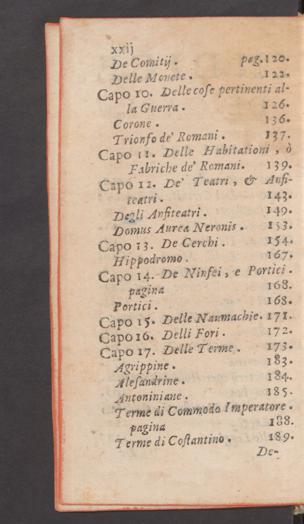 xxij
De Comitij. pag. 120.
Delle Monete. 122.
Capo 10. Delle coſe pertinenti al-
la Guerra. 126.
Corone. 136.
Trionfo de' Romani. 137.
Capo 11. Delle Habitationi, ò
Fabriche de' Romani. 139.
Capo 12. De' Teatri, & Anfi-
teatri. 143.
Degli Anfiteatri. 149.
Domus Aurea Neronis. 153.
Capo 13. De Cerchi. 154.
Hippodromo. 167.
Capo 14. De Ninfei, e Portici.
pagina 168.
Portici. 168.
Capo 15. Delle Naumachie. 171.
Capo 16. Delli Fori. 172.
Capo 17. Delle Terme. 173.
Agrippine. 183.
Aleſandrine. 184.
Antoniniane. 185.
Terme di Commodo Imperatore.
pagina 188.
Terme di Coſtantino. 189.
De-